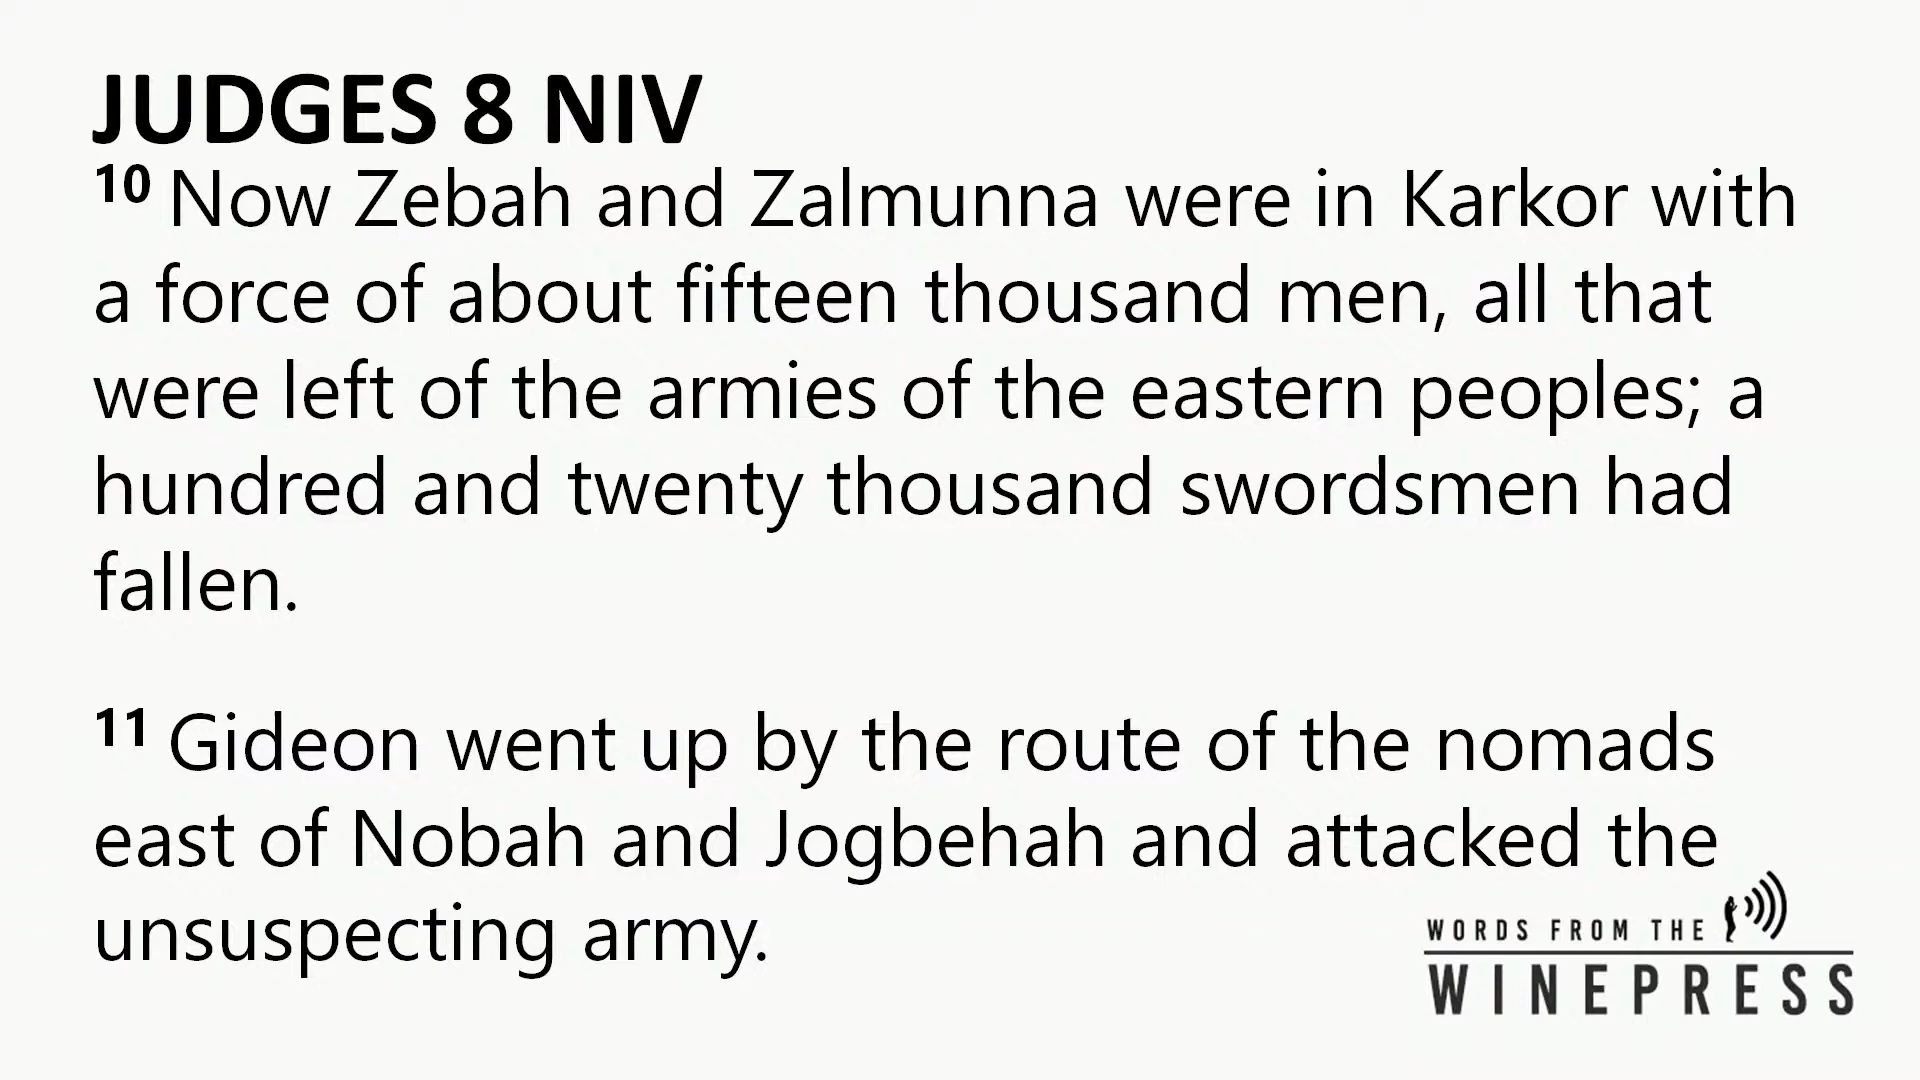 JUDGES 8 NIV
10 Now Zebah and Zalmunna were in Karkor with
a force of about fifteen thousand men, all that
were left of the armies of the eastern peoples; a
hundred and twenty thousand swordsmen had
fallen.
11 Gideon went up by the route of the nomads
east of Nobah and Jogbehah and attacked the
unsuspecting army.
WORDS FROM THE
WINEPRESS